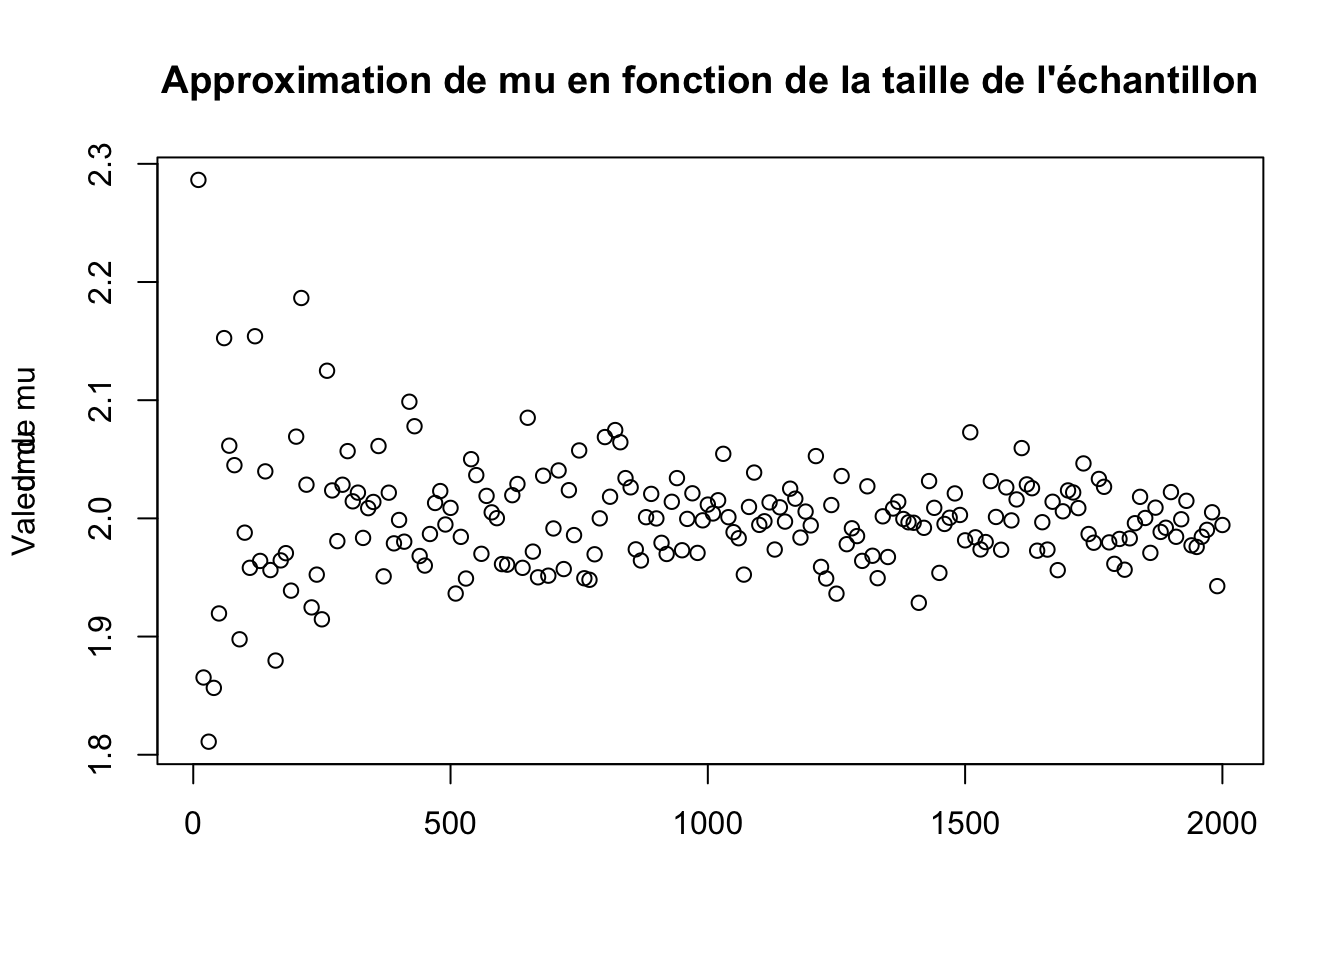 Approximation de mu en fonction de la taille de l'échantillon
2.3
2.2
2.1
2.0
1.9
1.8
mu
0 500 1000 1500 2000